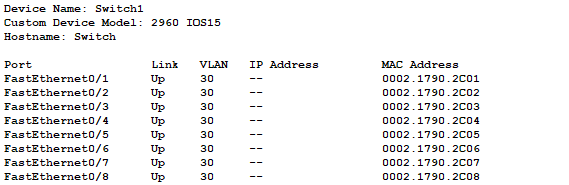 Device Name: Switch1
Custom Device Model: 2960 IOS15
Hostname: Switch
Port Link VLAN IP Address MAC Address
FastEthernet0/1 Up 30 -- 0002.1790.2C01
FastEthernet0/2 Up 30 -- 0002.1790.2C02
FastEthernet0/3 Up 30 -- 0002.1790.2C03
FastEthernet0/4 Up 30 -- 0002.1790.2C04
FastEthernet0/5 Up 30 -- 0002.1790.2C05
FastEthernet0/6 Up 30 -- 0002.1790.2C06
FastEthernet0/7 Up 30 -- 0002.1790.2C07
FastEthernet0/8 Up 30 -- 0002.1790.2C08